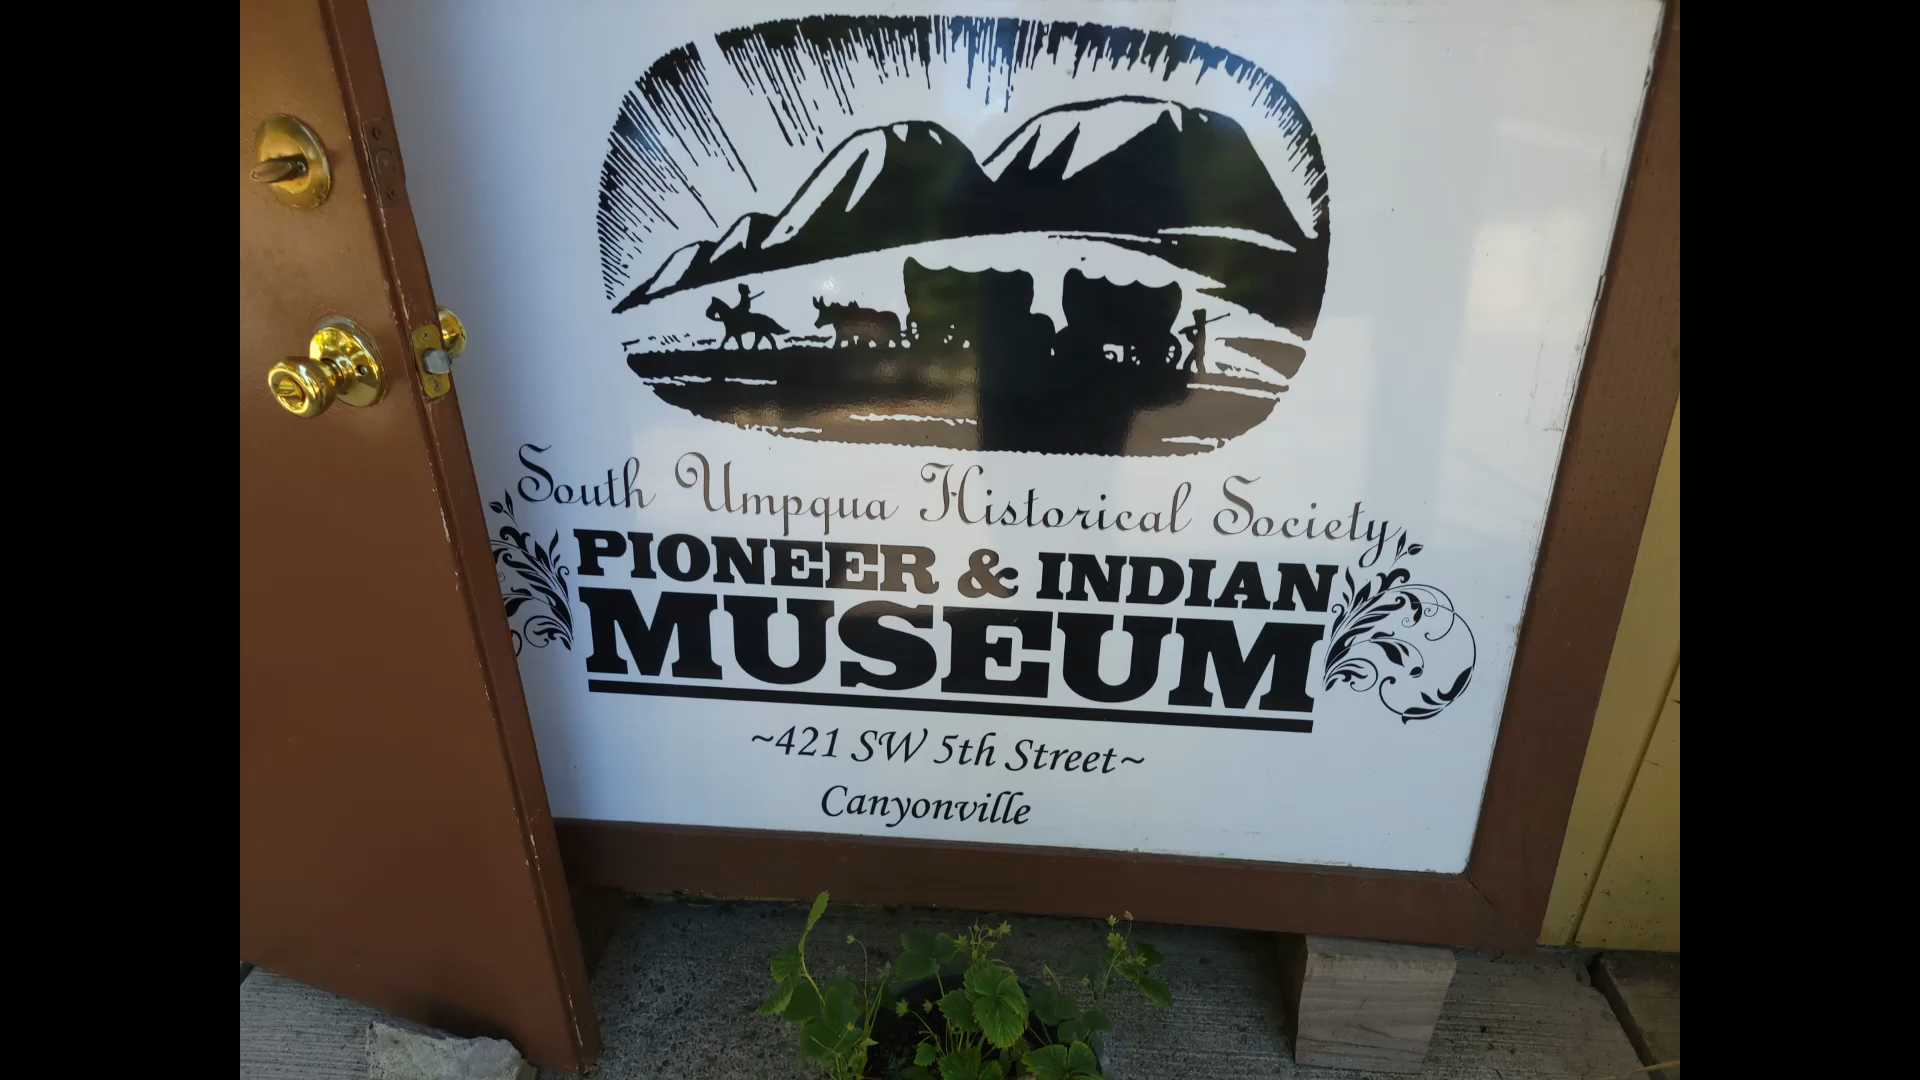 South Umpqua Historical Society
PIONEER & INDIAN
MUSEUM
~421 SW 5th Street~
Canyonville